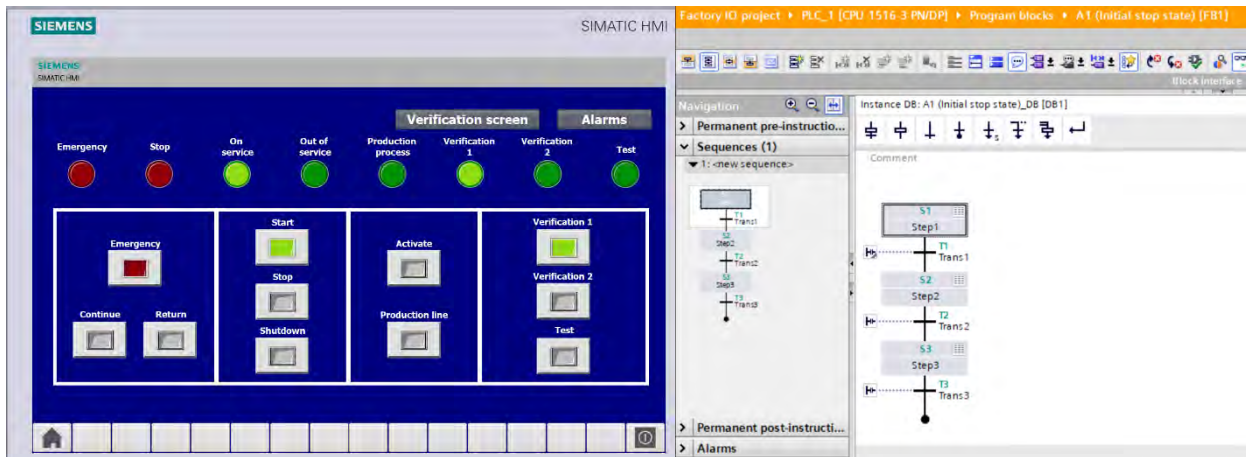 SIEMENS
SIMATIC HMI
SIEMENS
SIMATIC HMI
Verification screen
Alarms
Emergency
Stop
On
service
Out of
service
Production
process
Verification
1
Verification
2
Test
Emergency
Continue
Return
Start
Stop
Shutdown
Activate
Production line
Verification 1
Verification 2
Test
Factory IO project ▸ PLC_1 [CPU 1516-3 PN/DP] ▸ Program blocks ▸ A1 (Initial stop state) [FB1]
Block interface
Navigation
Permanent pre-instructio...
Sequences (1)
1: <new sequence>
T1
Trans1
S2
Step2
T2
Trans2
S3
Step3
T3
Trans3
Permanent post-instructi...
Alarms
Instance DB: A1 (Initial stop state)_DB [DB1]
Comment
S1
Step1
T1
Trans1
S2
Step2
T2
Trans2
S3
Step3
T3
Trans3